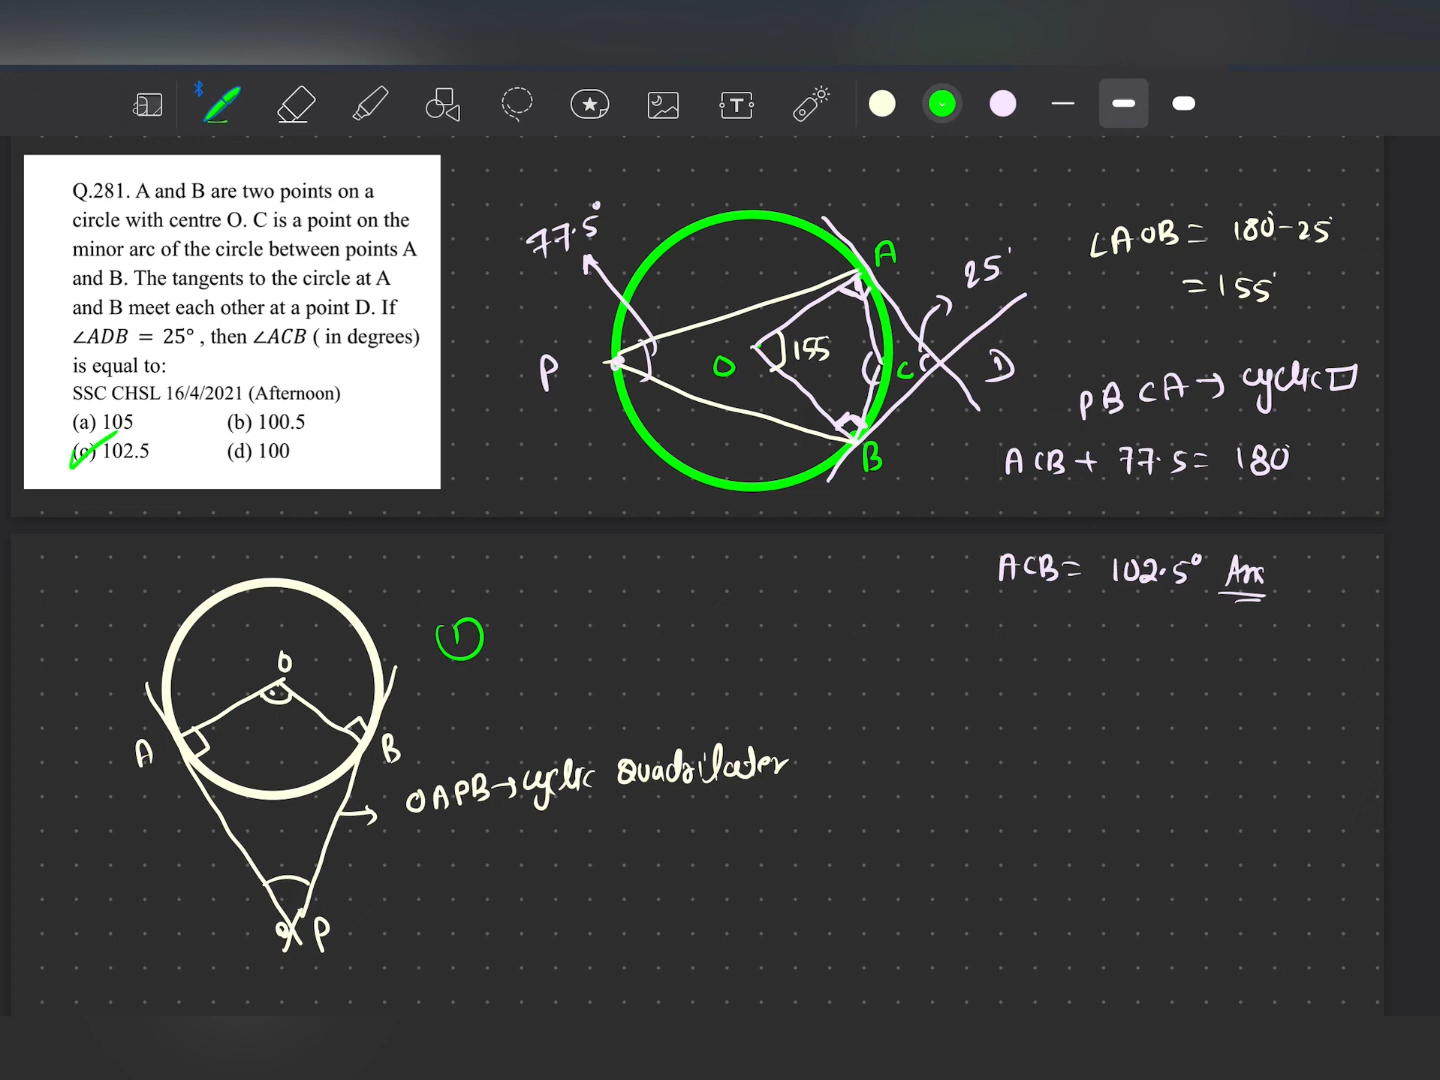 Q.281. A and B are two points on a
circle with centre O. C is a point on the
minor arc of the circle between points A
and B. The tangents to the circle at A
and B meet each other at a point D. If
∠ADB = 25°, then ∠ACB ( in degrees)
is equal to:
SSC CHSL 16/4/2021 (Afternoon)
(a) 105 (b) 100.5
(c) 102.5 (d) 100
77.5°
A
25°
P
O
155
C
D
B
∠AOB = 180°-25°
= 155°
PBCA → cyclic □
ACB + 77.5 = 180°
ACB = 102.5° Ans
1
O
A
B
OAPB → cyclic Quadrilater
P
T